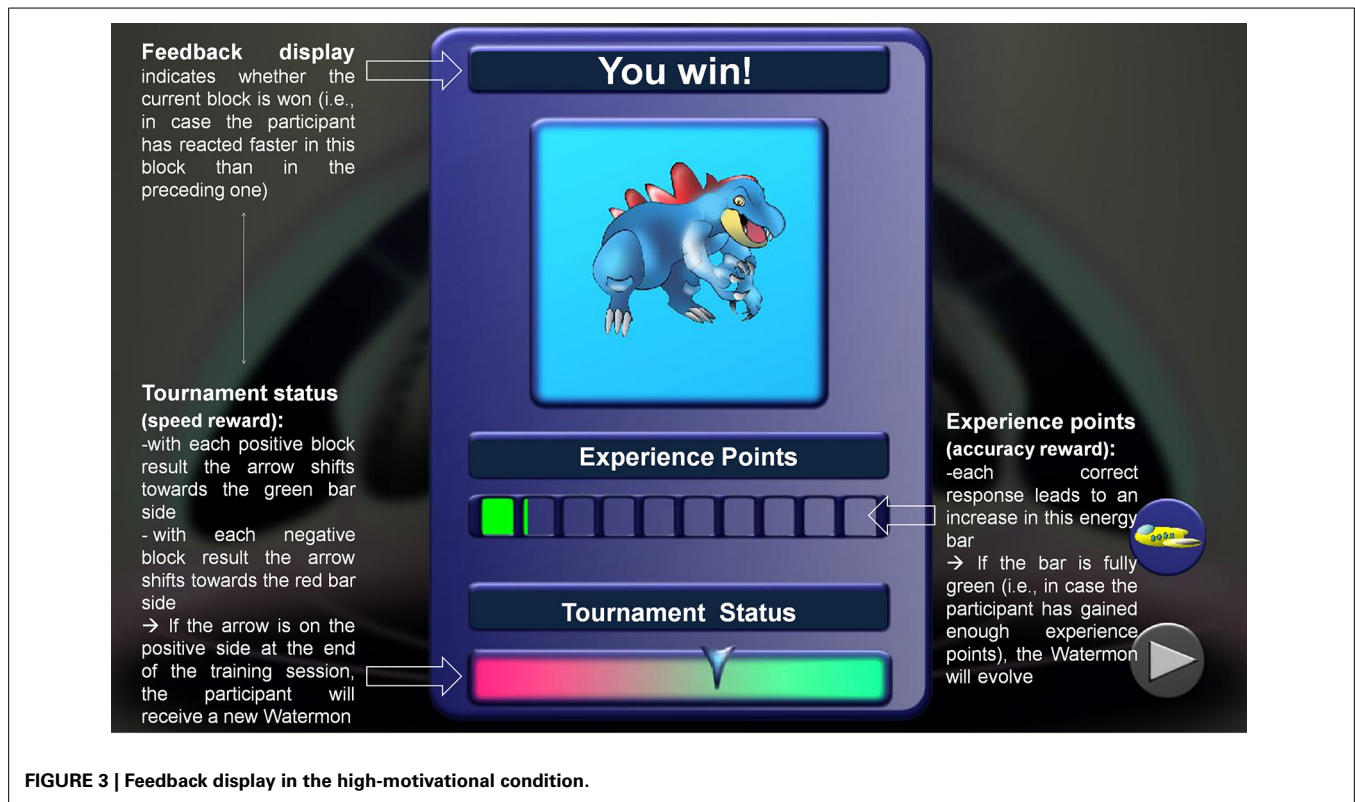 Feedback display
indicates whether the
current block is won (i.e.,
in case the participant
has reacted faster in this
block than in the
preceding one)
You win!
Tournament status
(speed reward):
-with each positive block
result the arrow shifts
towards the green bar
side
- with each negative
block result the arrow
shifts towards the red bar
side
→ If the arrow is on the
positive side at the end
of the training session,
the participant will
receive a new Watermon
Experience Points
Tournament Status
Experience points
(accuracy reward):
-each correct
response leads to an
increase in this energy
bar
→ If the bar is fully
green (i.e., in case the
participant has gained
enough experience
points), the Watermon
will evolve
FIGURE 3 | Feedback display in the high-motivational condition.